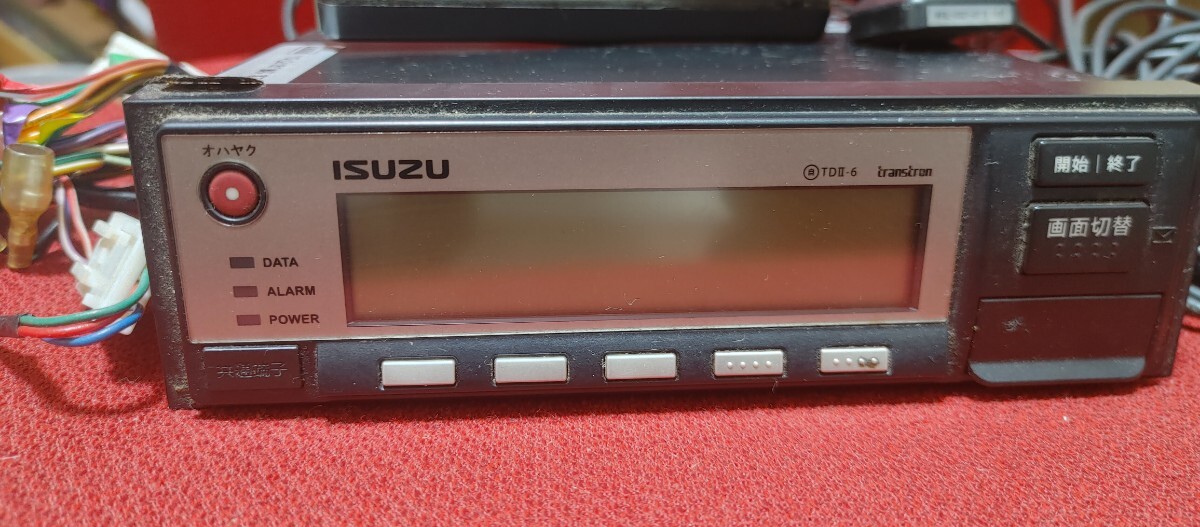 オハヤク
ISUZU
TDII-6 transtron
開始|終了
画面切替
DATA
ALARM
POWER